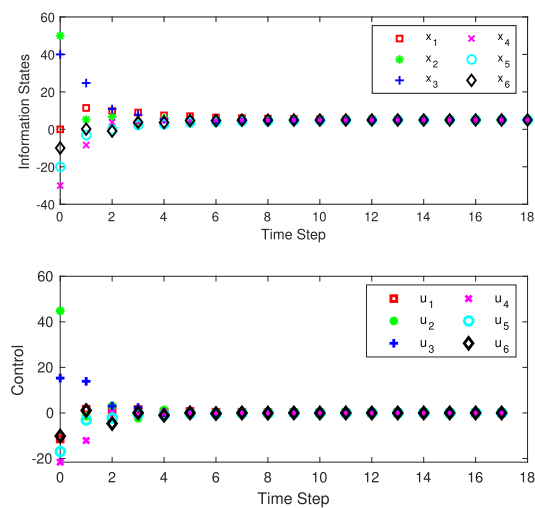 60
40
20
0
-20
-40
Information States
x1 x4
x2 x5
x3 x6
0 2 4 6 8 10 12 14 16 18
Time Step
60
40
20
0
-20
Control
u1 u4
u2 u5
u3 u6
0 2 4 6 8 10 12 14 16 18
Time Step